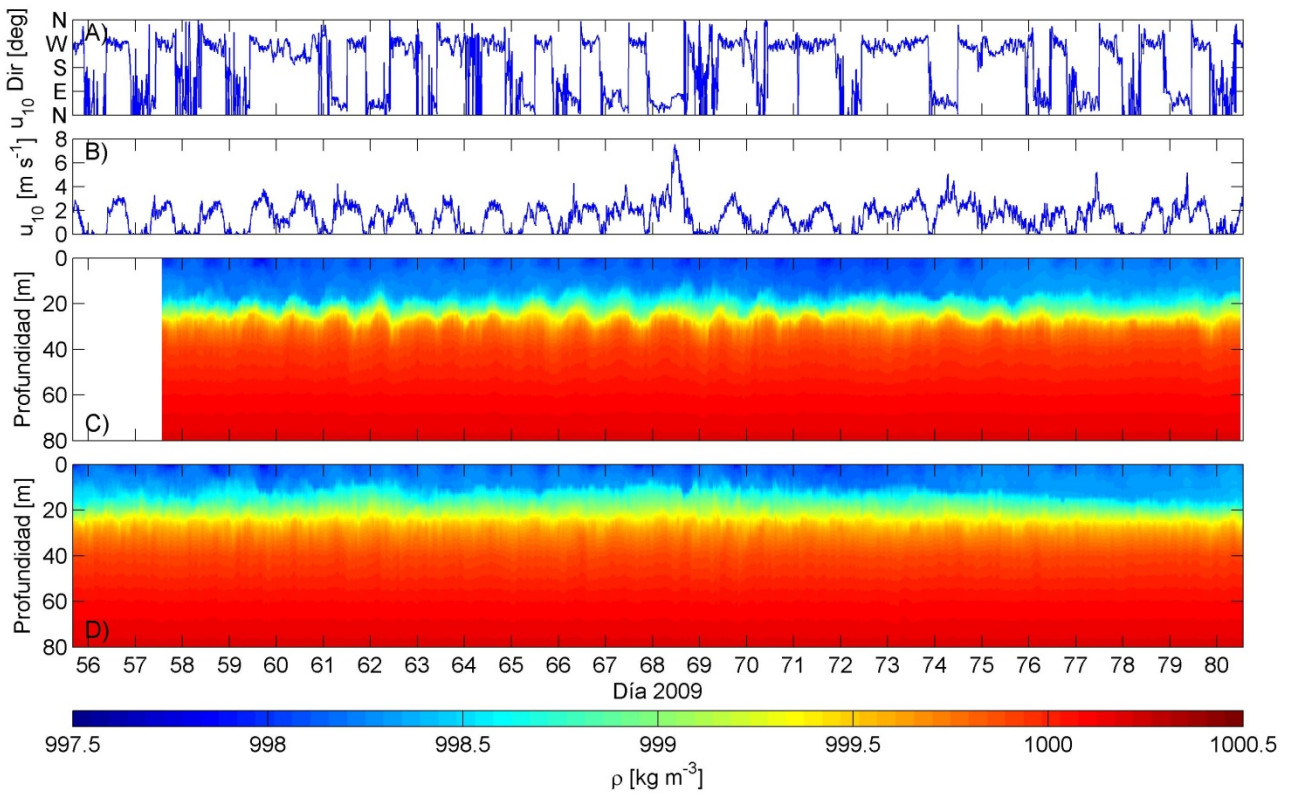 A)
u10 Dir [deg]
N
W
S
E
N
B)
u10 [m s-1]
8
6
4
2
0
C)
Profundidad [m]
0
20
40
60
80
D)
Profundidad [m]
0
20
40
60
80
56 57 58 59 60 61 62 63 64 65 66 67 68 69 70 71 72 73 74 75 76 77 78 79 80
Día 2009
997.5 998 998.5 999 999.5 1000 1000.5
ρ [kg m-3]